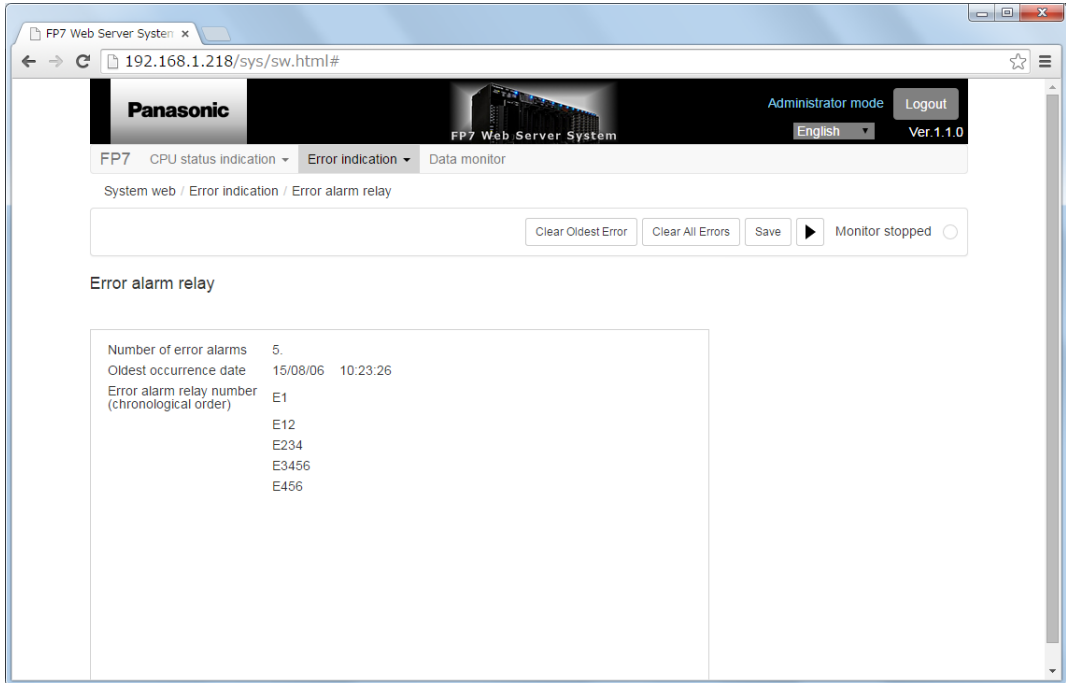 FP7 Web Server System
192.168.1.218/sys/sw.html#
Panasonic
FP7 Web Server System
Administrator mode
Logout
English
Ver.1.1.0
FP7 CPU status indication Error indication Data monitor
System web / Error indication / Error alarm relay
Clear Oldest Error Clear All Errors Save Monitor stopped
Error alarm relay
Number of error alarms 5.
Oldest occurrence date 15/08/06 10:23:26
Error alarm relay number
(chronological order)
E1
E12
E234
E3456
E456